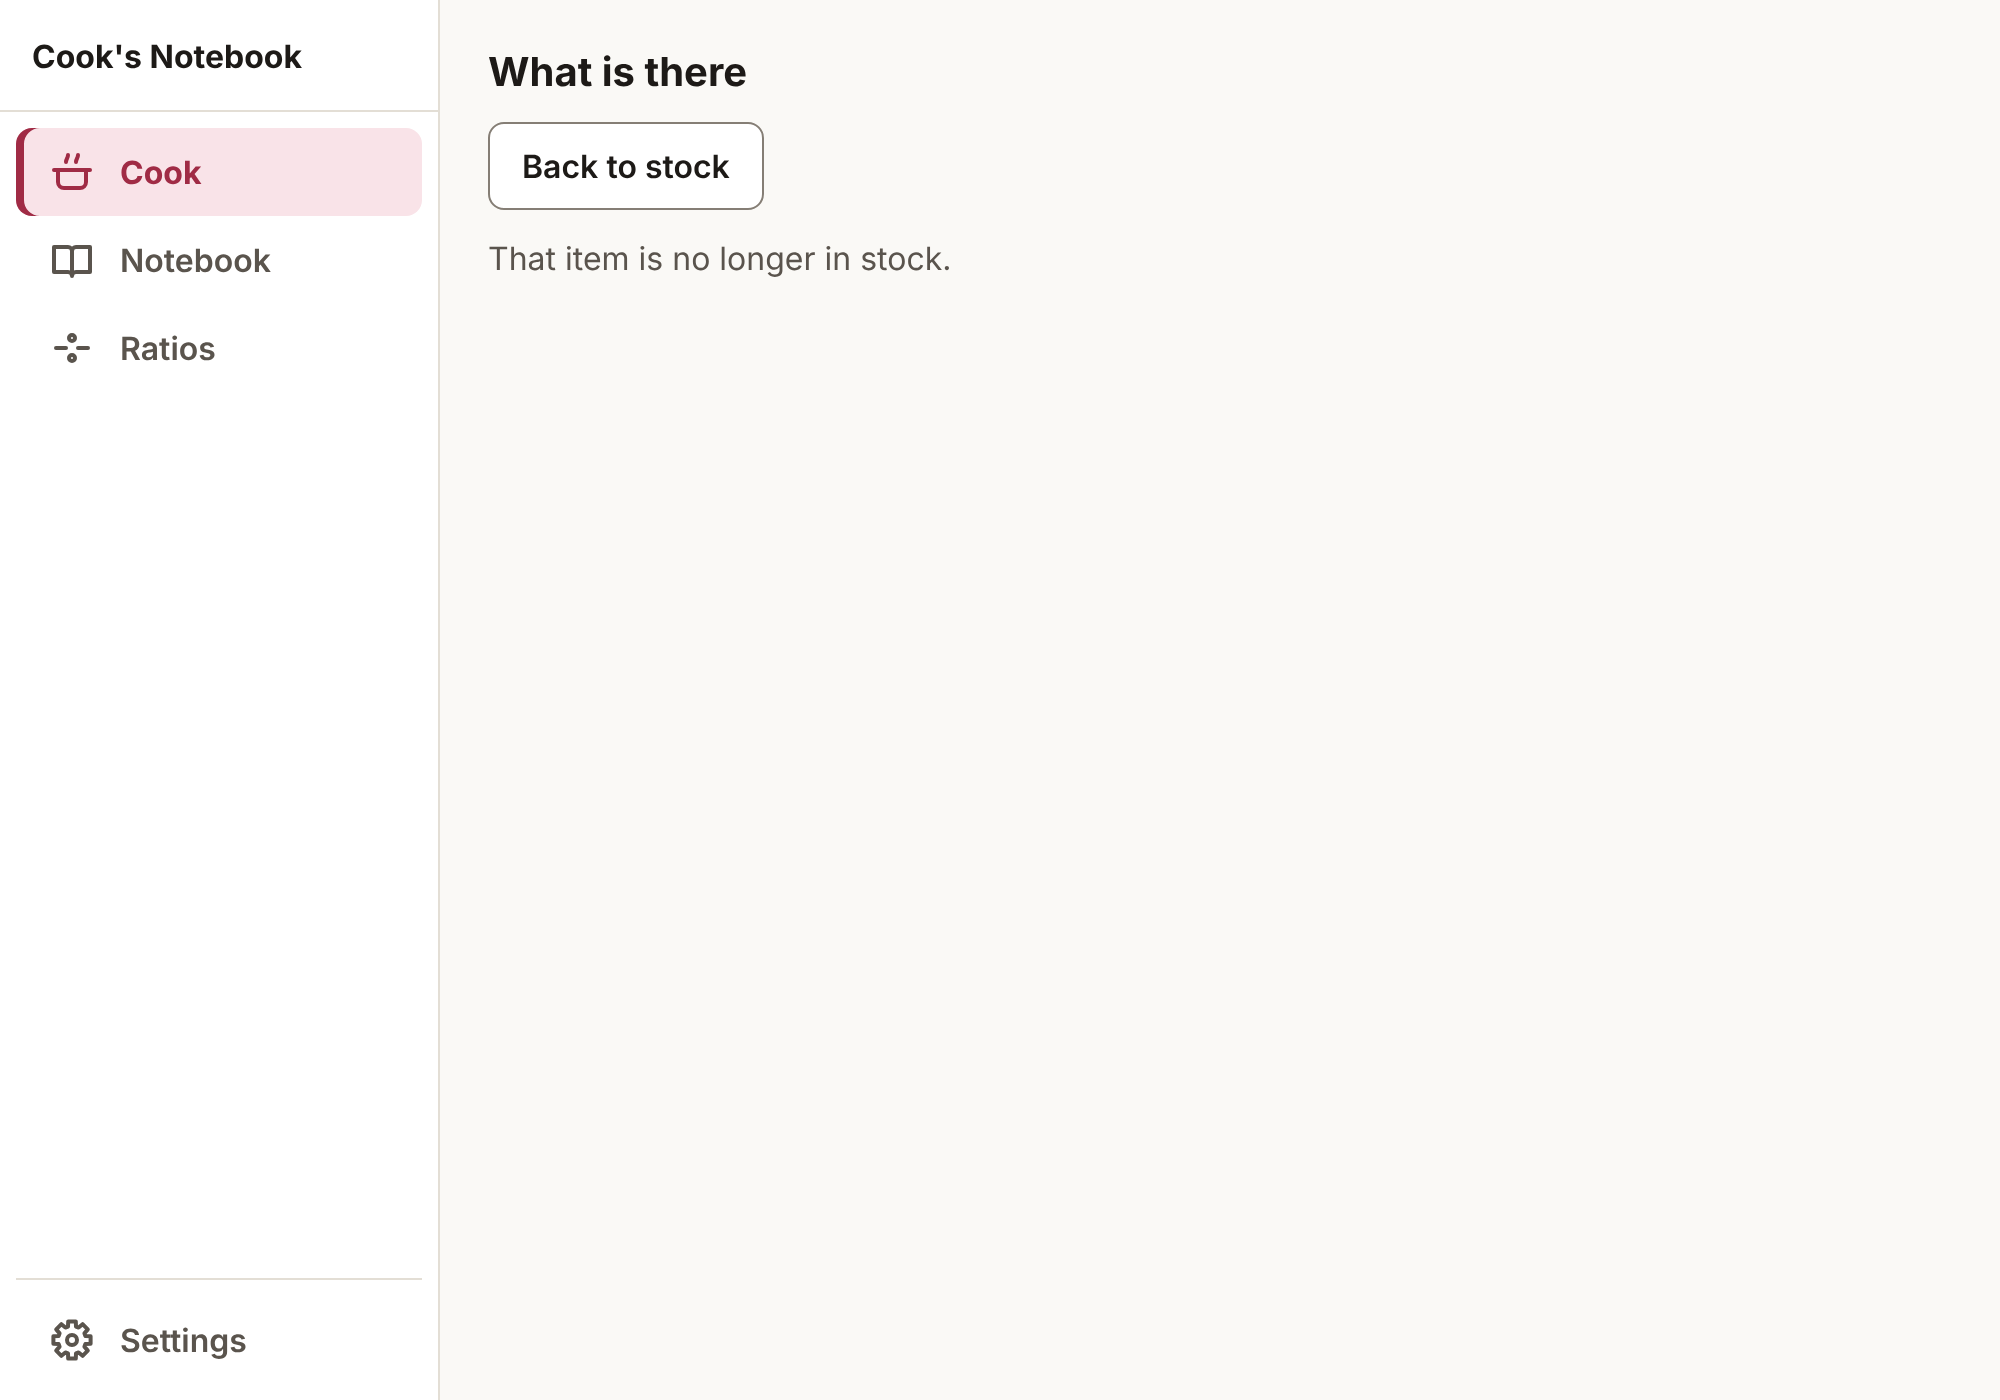 Cook's Notebook
Cook
Notebook
Ratios
Settings
What is there
Back to stock
That item is no longer in stock.